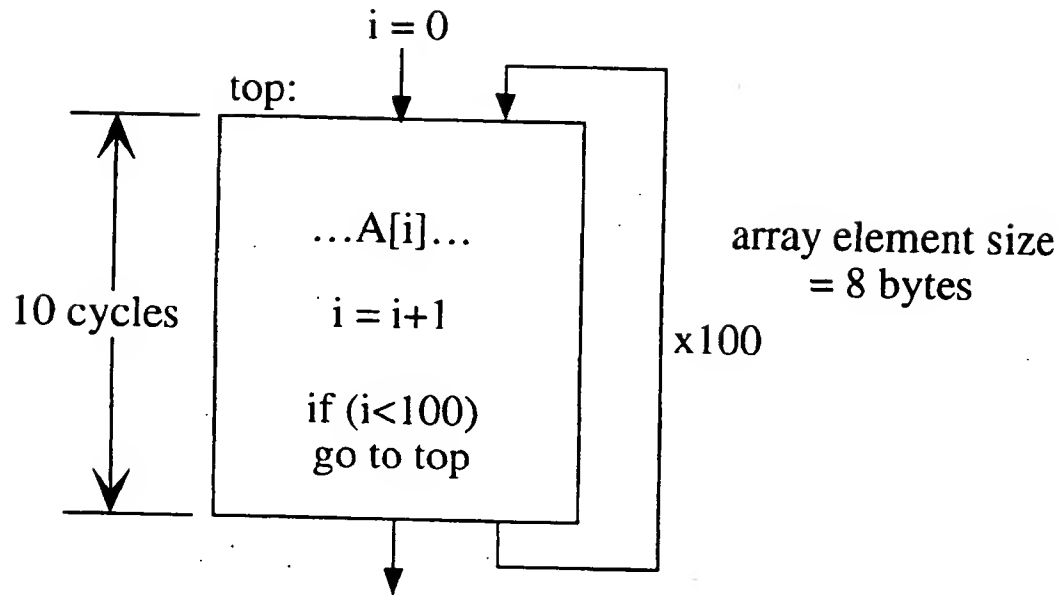 i = 0
top:
...A[i]...
i = i+1
if (i<100)
go to top
10 cycles
x100
array element size
= 8 bytes